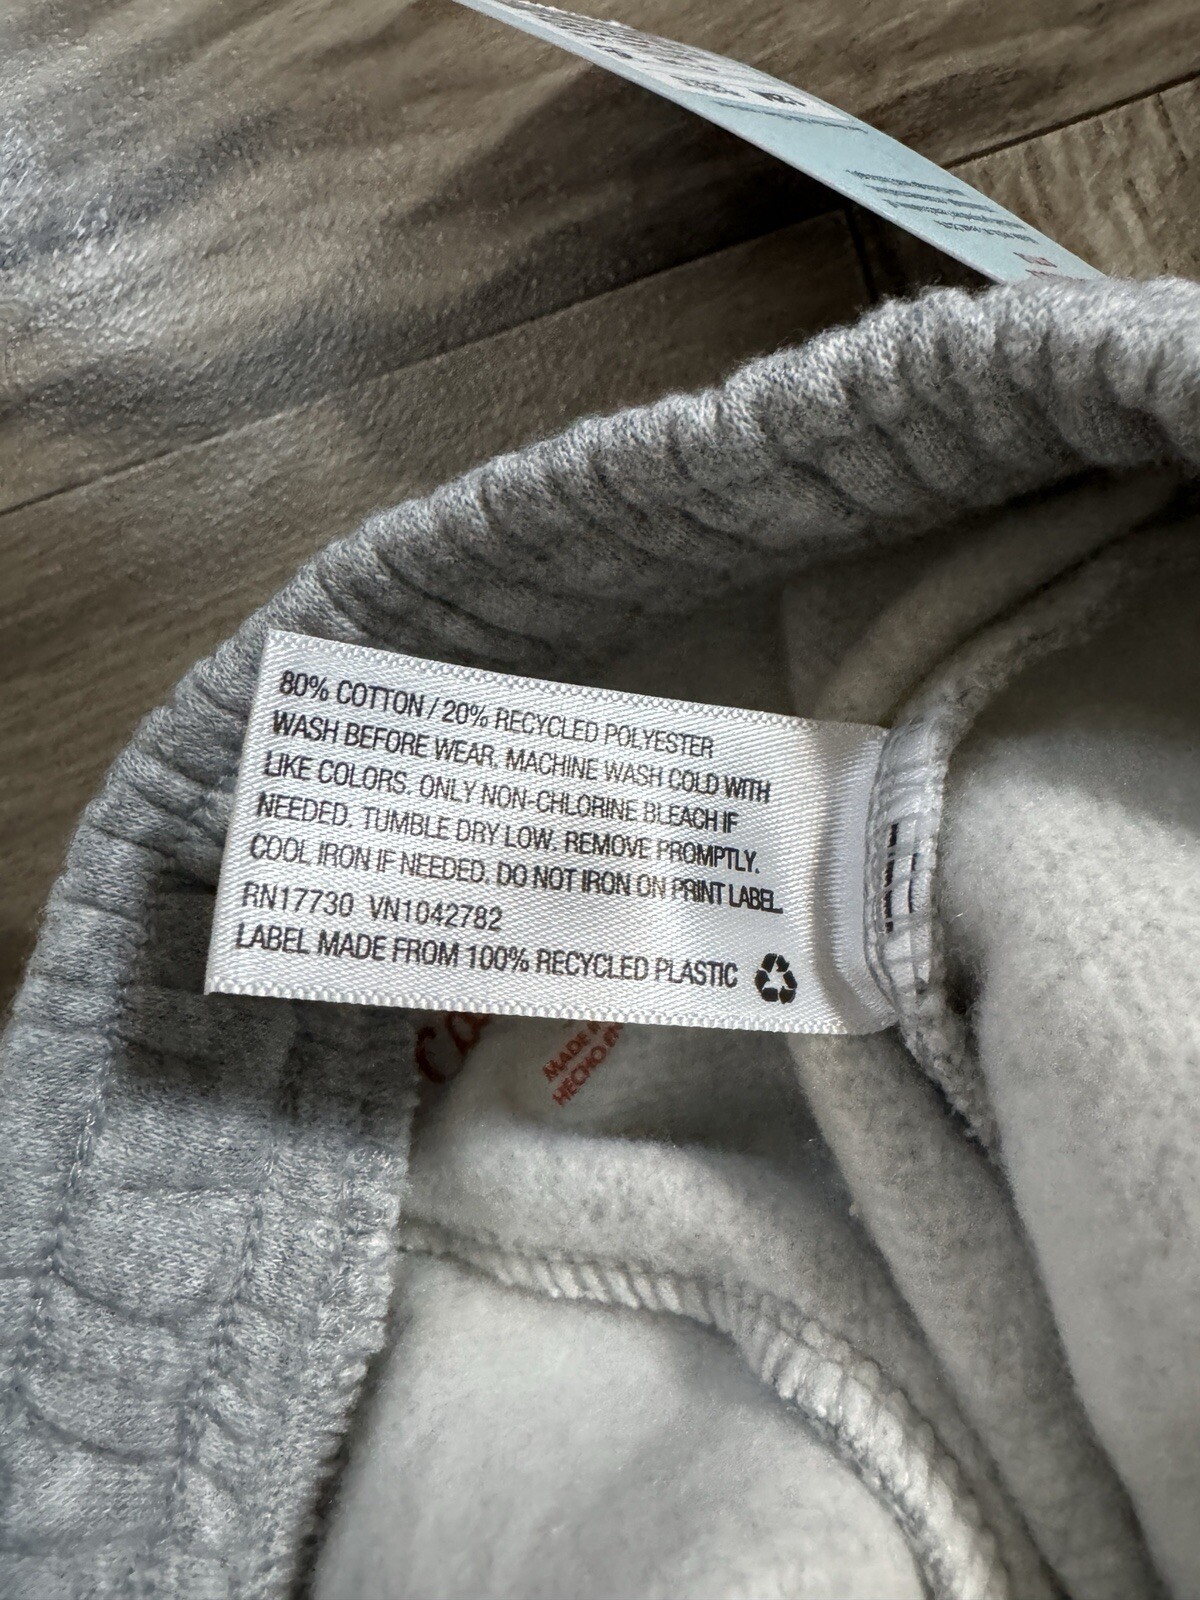 80% COTTON / 20% RECYCLED POLYESTER
WASH BEFORE WEAR. MACHINE WASH COLD WITH
LIKE COLORS. ONLY NON-CHLORINE BLEACH IF
NEEDED. TUMBLE DRY LOW. REMOVE PROMPTLY.
COOL IRON IF NEEDED. DO NOT IRON ON PRINT LABEL.
RN17730 VN1042782
LABEL MADE FROM 100% RECYCLED PLASTIC
MADE
HECHO